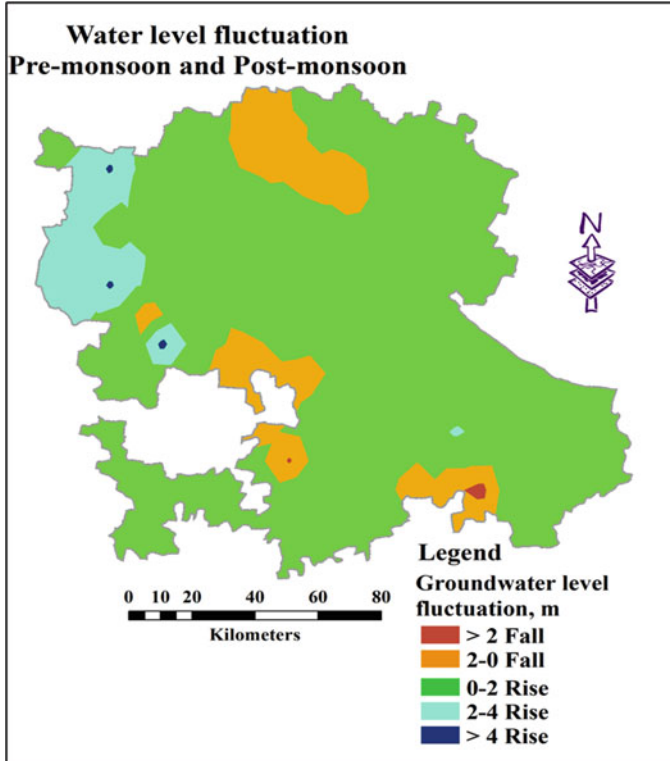 Water level fluctuation
Pre-monsoon and Post-monsoon
N
Legend
Groundwater level
fluctuation, m
> 2 Fall
2-0 Fall
0-2 Rise
2-4 Rise
> 4 Rise
0 10 20 40 60 80
Kilometers